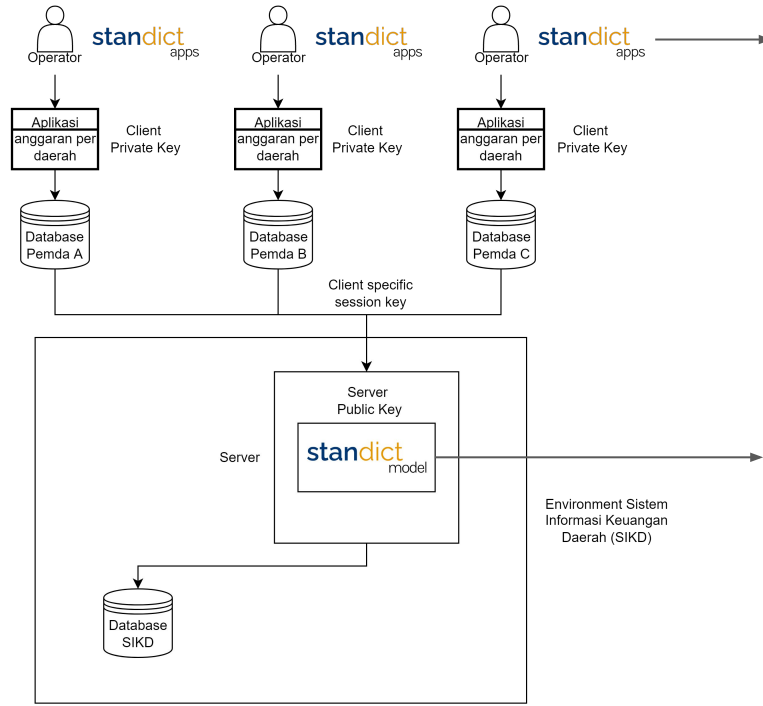 Operator
standict
apps
Operator
standict
apps
Operator
standict
apps
Aplikasi
anggaran per
daerah
Client
Private Key
Aplikasi
anggaran per
daerah
Client
Private Key
Aplikasi
anggaran per
daerah
Client
Private Key
Database
Pemda A
Database
Pemda B
Database
Pemda C
Client specific
session key
Server
Public Key
standict
model
Server
Environment Sistem
Informasi Keuangan
Daerah (SIKD)
Database
SIKD